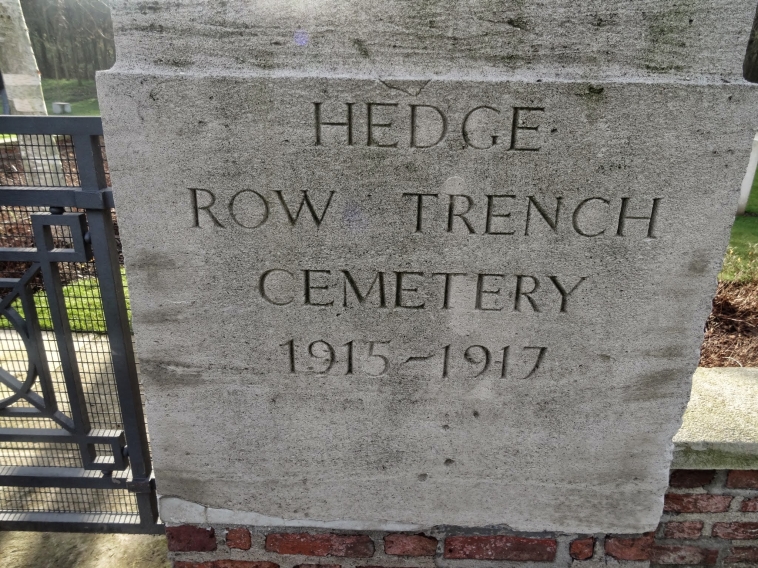 HEDGE
ROW TRENCH
CEMETERY
1915-1917